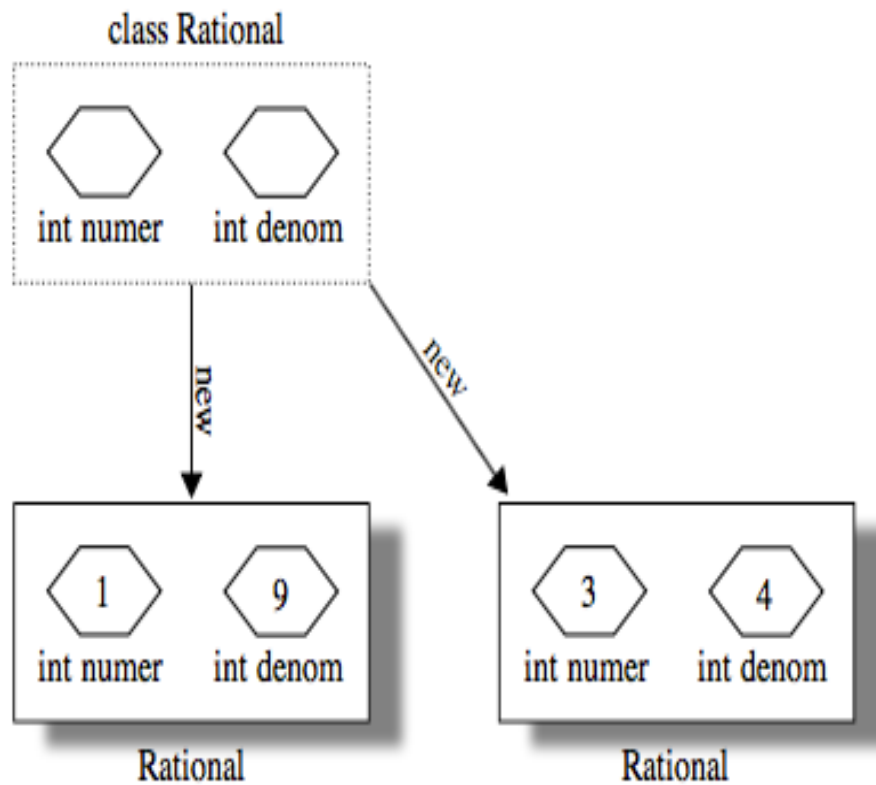 class Rational
int numer
int denom
new
new
1
9
int numer
int denom
3
4
int numer
int denom
Rational
Rational